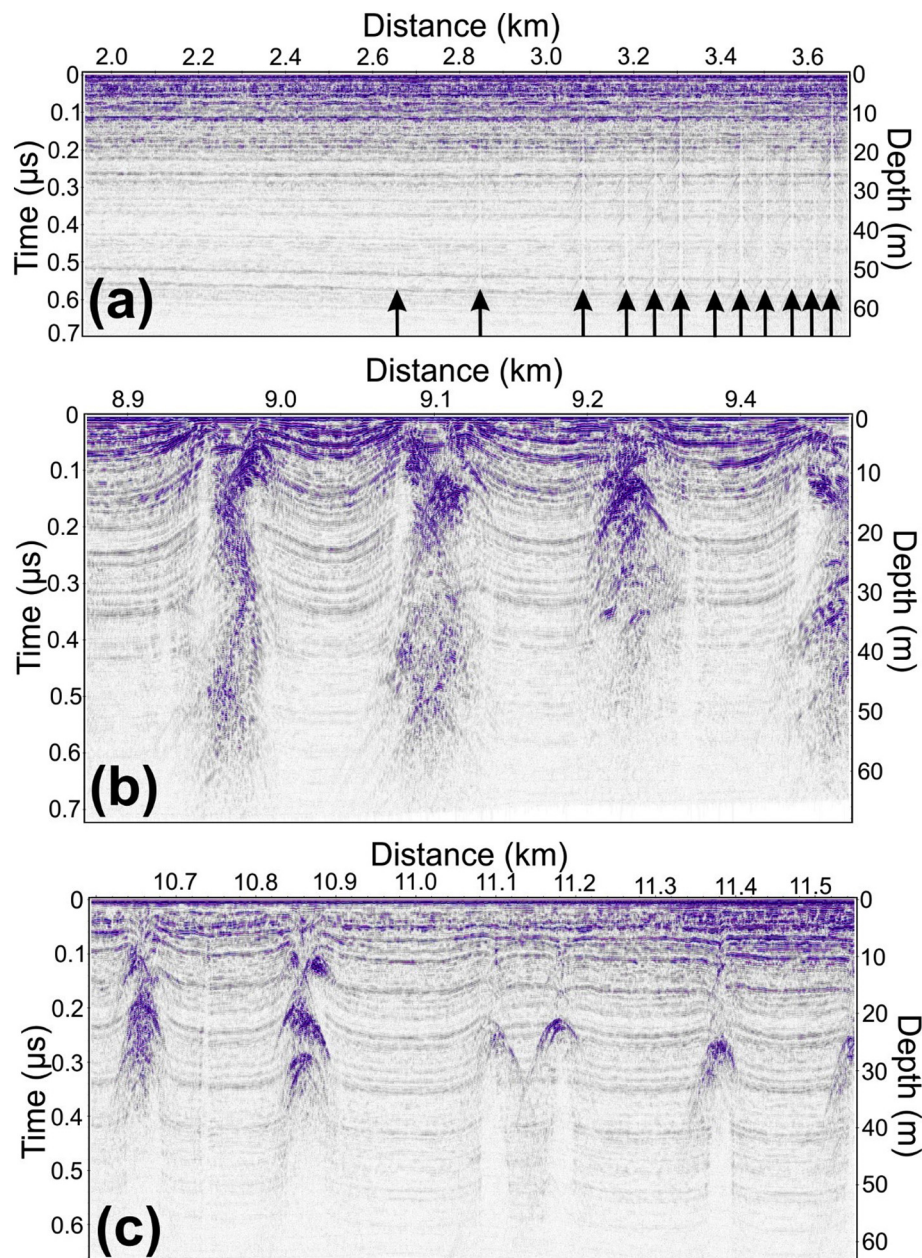 Distance (km)
2.0 2.2 2.4 2.6 2.8 3.0 3.2 3.4 3.6
0 0
0.1 10
0.2 20
0.3 30
0.4 40
0.5 50
0.6 60
0.7
Time (µs)
Depth (m)
(a)
Distance (km)
8.9 9.0 9.1 9.2 9.4
0 0
0.1 10
0.2 20
0.3 30
0.4 40
0.5 50
0.6 60
0.7
Time (µs)
Depth (m)
(b)
Distance (km)
10.7 10.8 10.9 11.0 11.1 11.2 11.3 11.4 11.5
0 0
0.1 10
0.2 20
0.3 30
0.4 40
0.5 50
0.6 60
Time (µs)
Depth (m)
(c)